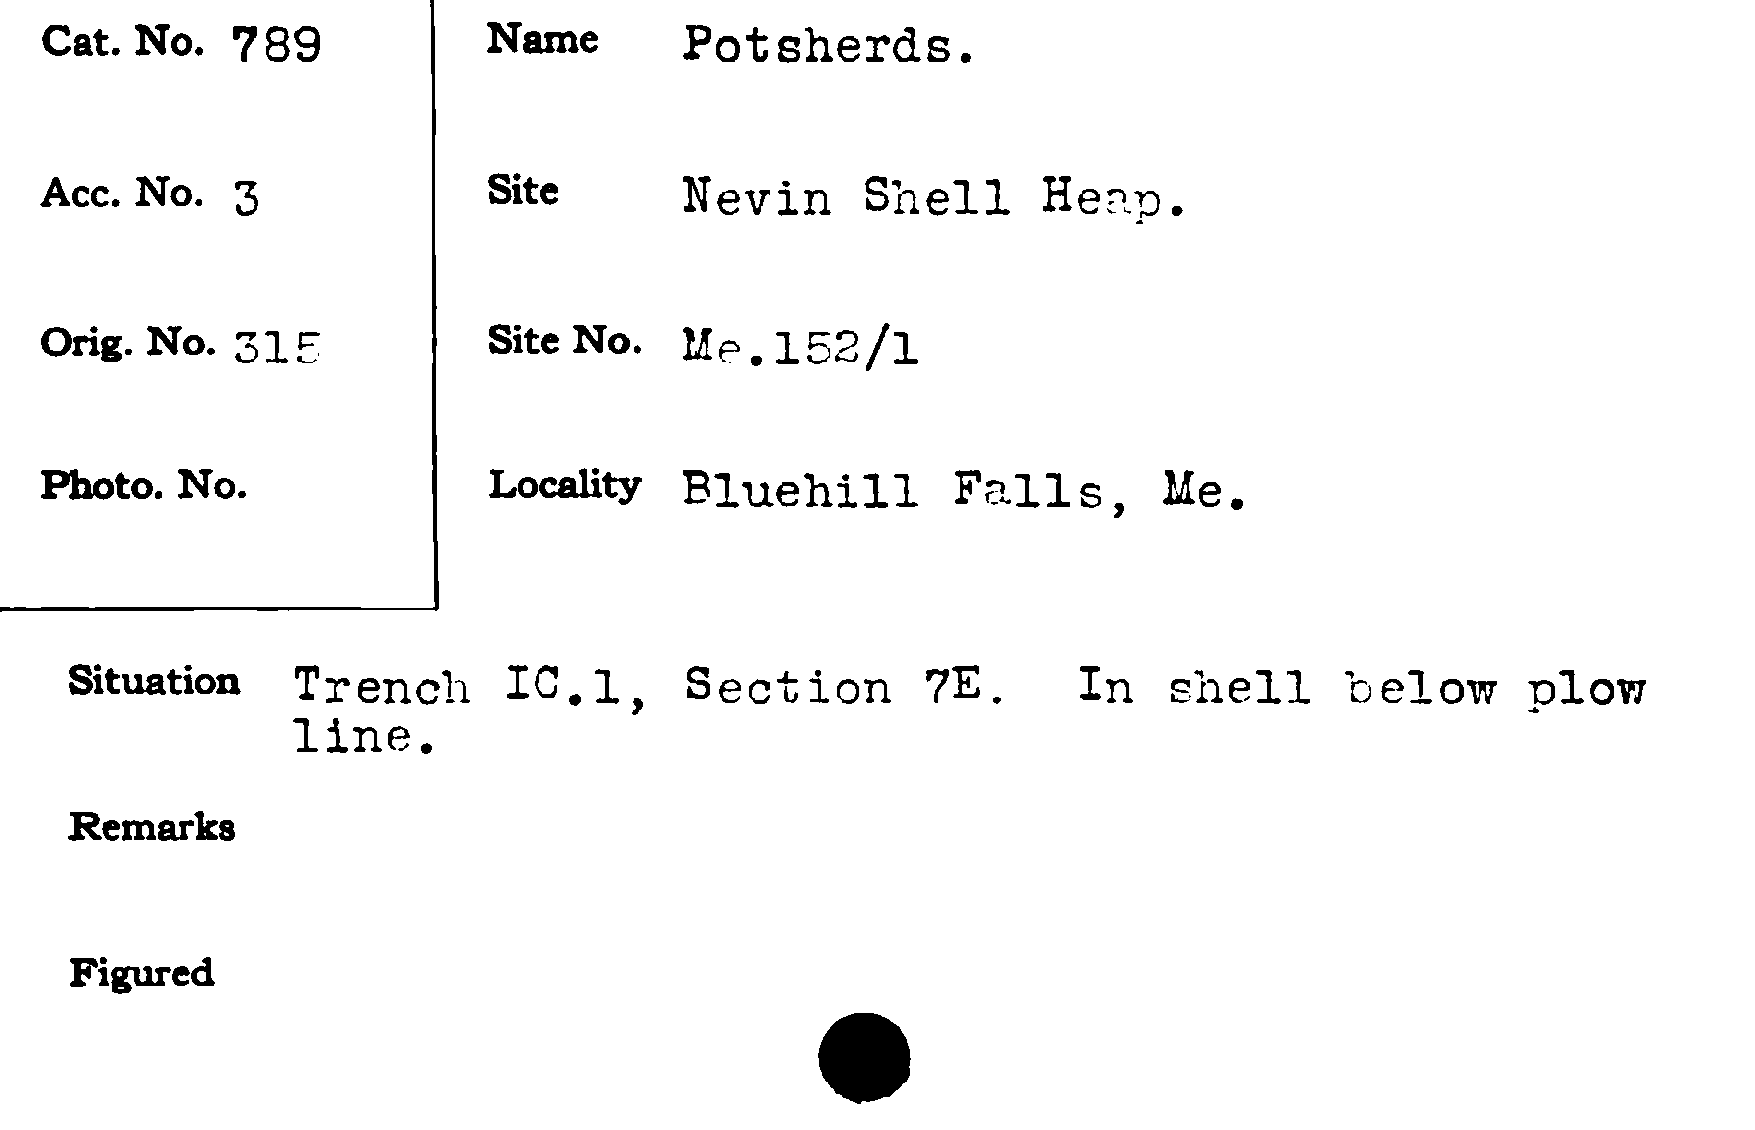 Cat. No. 789
Name Potsherds.
Acc. No. 3
Site Nevin Shell Heap.
Orig. No. 315
Site No. Me.152/1
Photo. No.
Locality Bluehill Falls, Me.
Situation Trench IC.1, Section 7E. In shell below plow
line.
Remarks
Figured